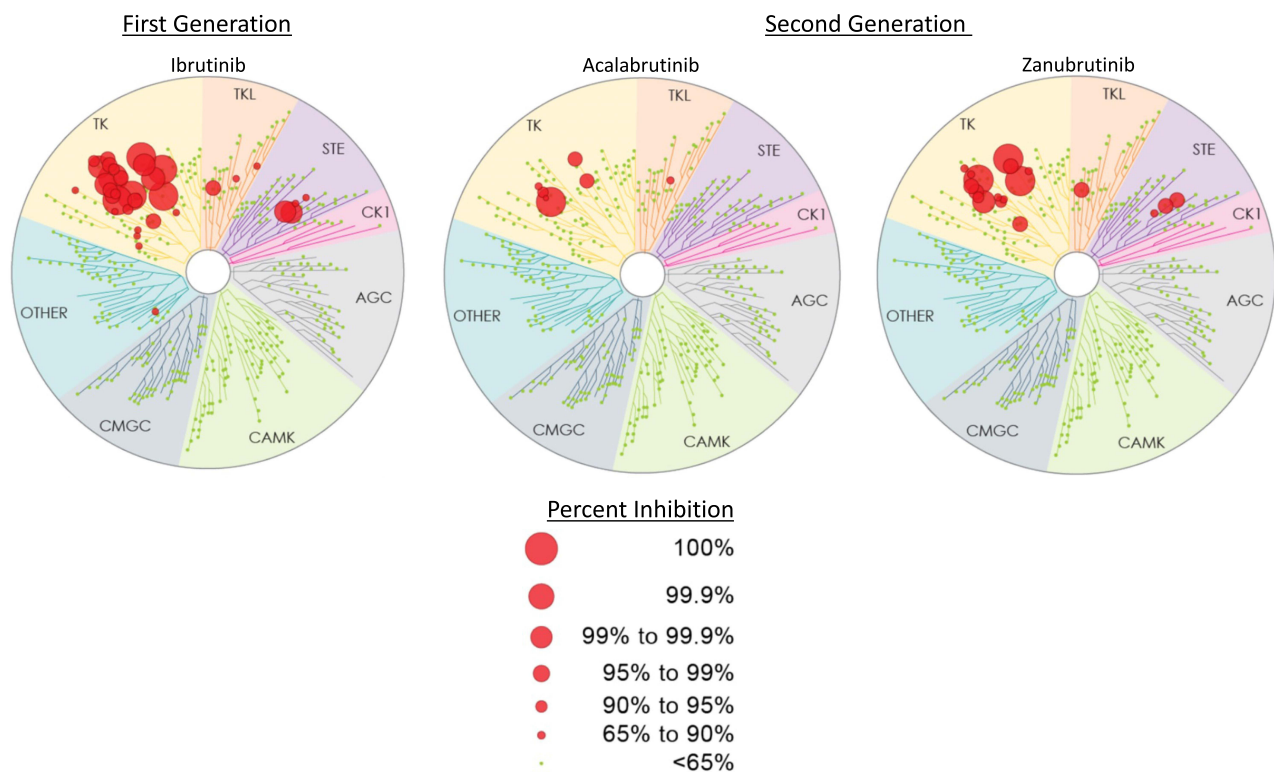 First Generation
Second Generation
Ibrutinib
Acalabrutinib
Zanubrutinib
TK
TKL
STE
CK1
AGC
CAMK
CMGC
OTHER
TK
TKL
STE
CK1
AGC
CAMK
CMGC
OTHER
TK
TKL
STE
CK1
AGC
CAMK
CMGC
OTHER
Percent Inhibition
100%
99.9%
99% to 99.9%
95% to 99%
90% to 95%
65% to 90%
<65%